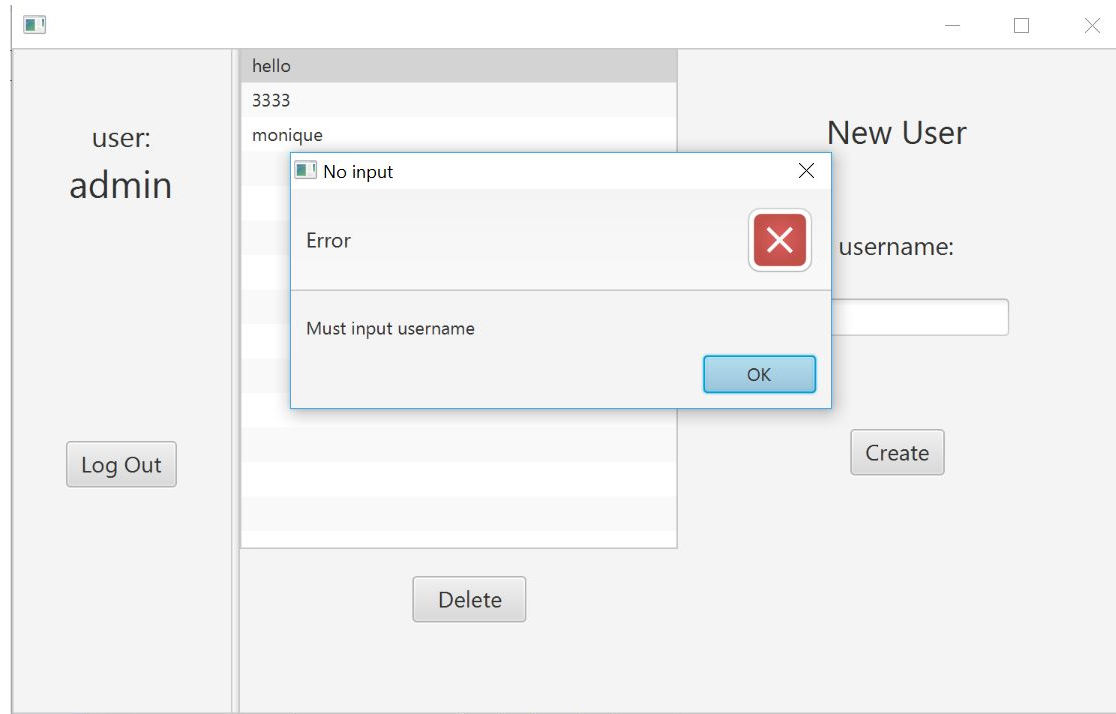 user:
admin
Log Out
hello
3333
monique
Delete
No input
Error
Must input username
OK
New User
username:
Create